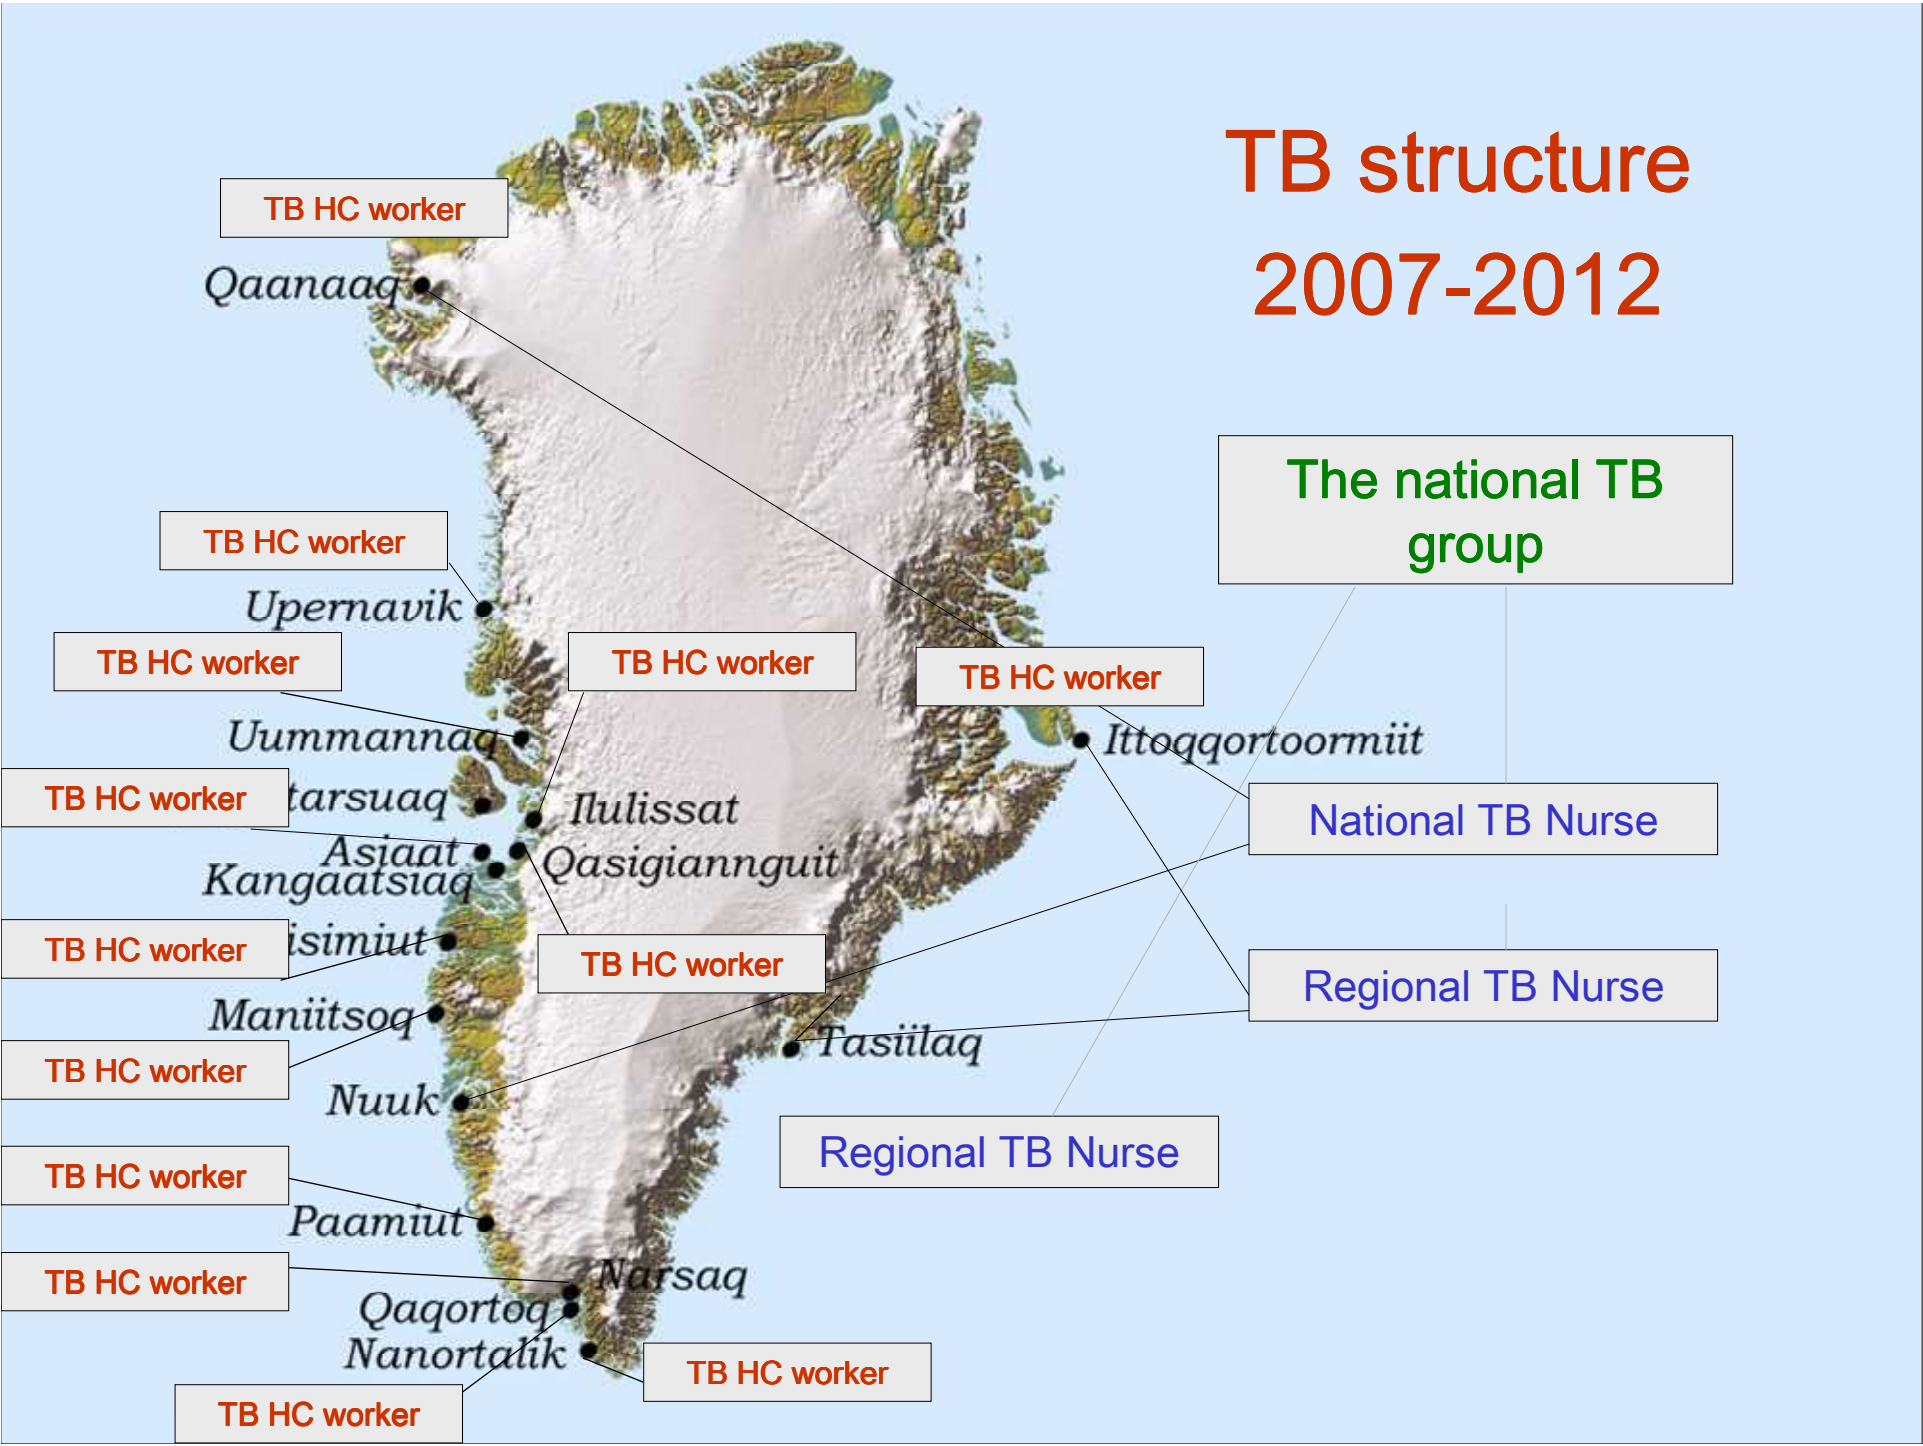 TB structure
2007-2012
TB HC worker
Qaanaaq
The national TB
group
TB HC worker
Upernavik
TB HC worker
TB HC worker
TB HC worker
Uummannaq
Ittoqqortoormiit
TB HC worker
tarsuaq
Ilulissat
National TB Nurse
Asiaat
Qasigiannguit
Kangaatsiaq
TB HC worker
isimiut
TB HC worker
Regional TB Nurse
Maniitsoq
Tasiilaq
TB HC worker
Nuuk
Regional TB Nurse
TB HC worker
Paamiut
TB HC worker
Narsaq
Qaqortoq
Nanortalik
TB HC worker
TB HC worker